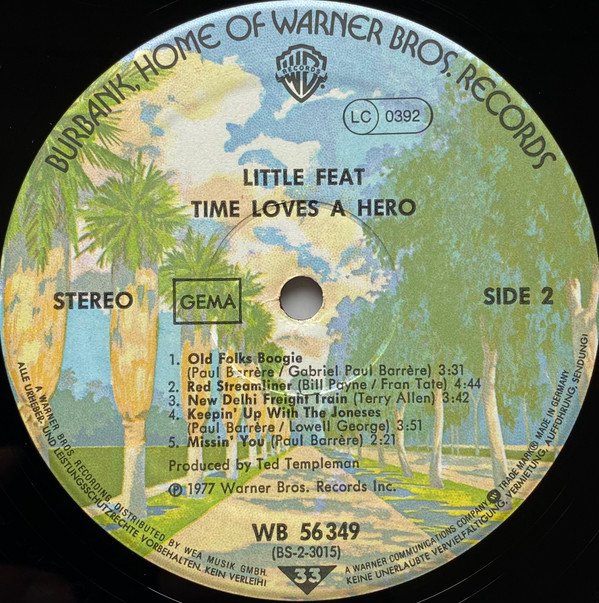 BURBANK, HOME OF WARNER BROS. RECORDS
WB
RECORDS
LC 0392
LITTLE FEAT
TIME LOVES A HERO
STEREO
GEMA
SIDE 2
1. Old Folks Boogie
(Paul Barrère / Gabriel Paul Barrère) 3:31
2. Red Streamliner (Bill Payne / Fran Tate) 4:44
3. New Delhi Freight Train (Terry Allen) 3:42
4. Keepin' Up With The Joneses
(Paul Barrère / Lowell George) 3:51
5. Missin' You (Paul Barrère) 2:21
Produced by Ted Templeman
℗ 1977 Warner Bros. Records Inc.
WB 56 349
(BS-2-3015)
33
A WARNER BROS. RECORDING DISTRIBUTED BY WEA MUSIK GMBH.
ALLE URHEBER- UND LEISTUNGSSCHUTZRECHTE VORBEHALTEN. KEIN VERLEIH!
A WARNER COMMUNICATIONS COMPANY TRADE MARK® MADE IN GERMANY
KEINE UNERLAUBTE VERVIELFÄLTIGUNG, VERMIETUNG, AUFFÜHRUNG, SENDUNG!